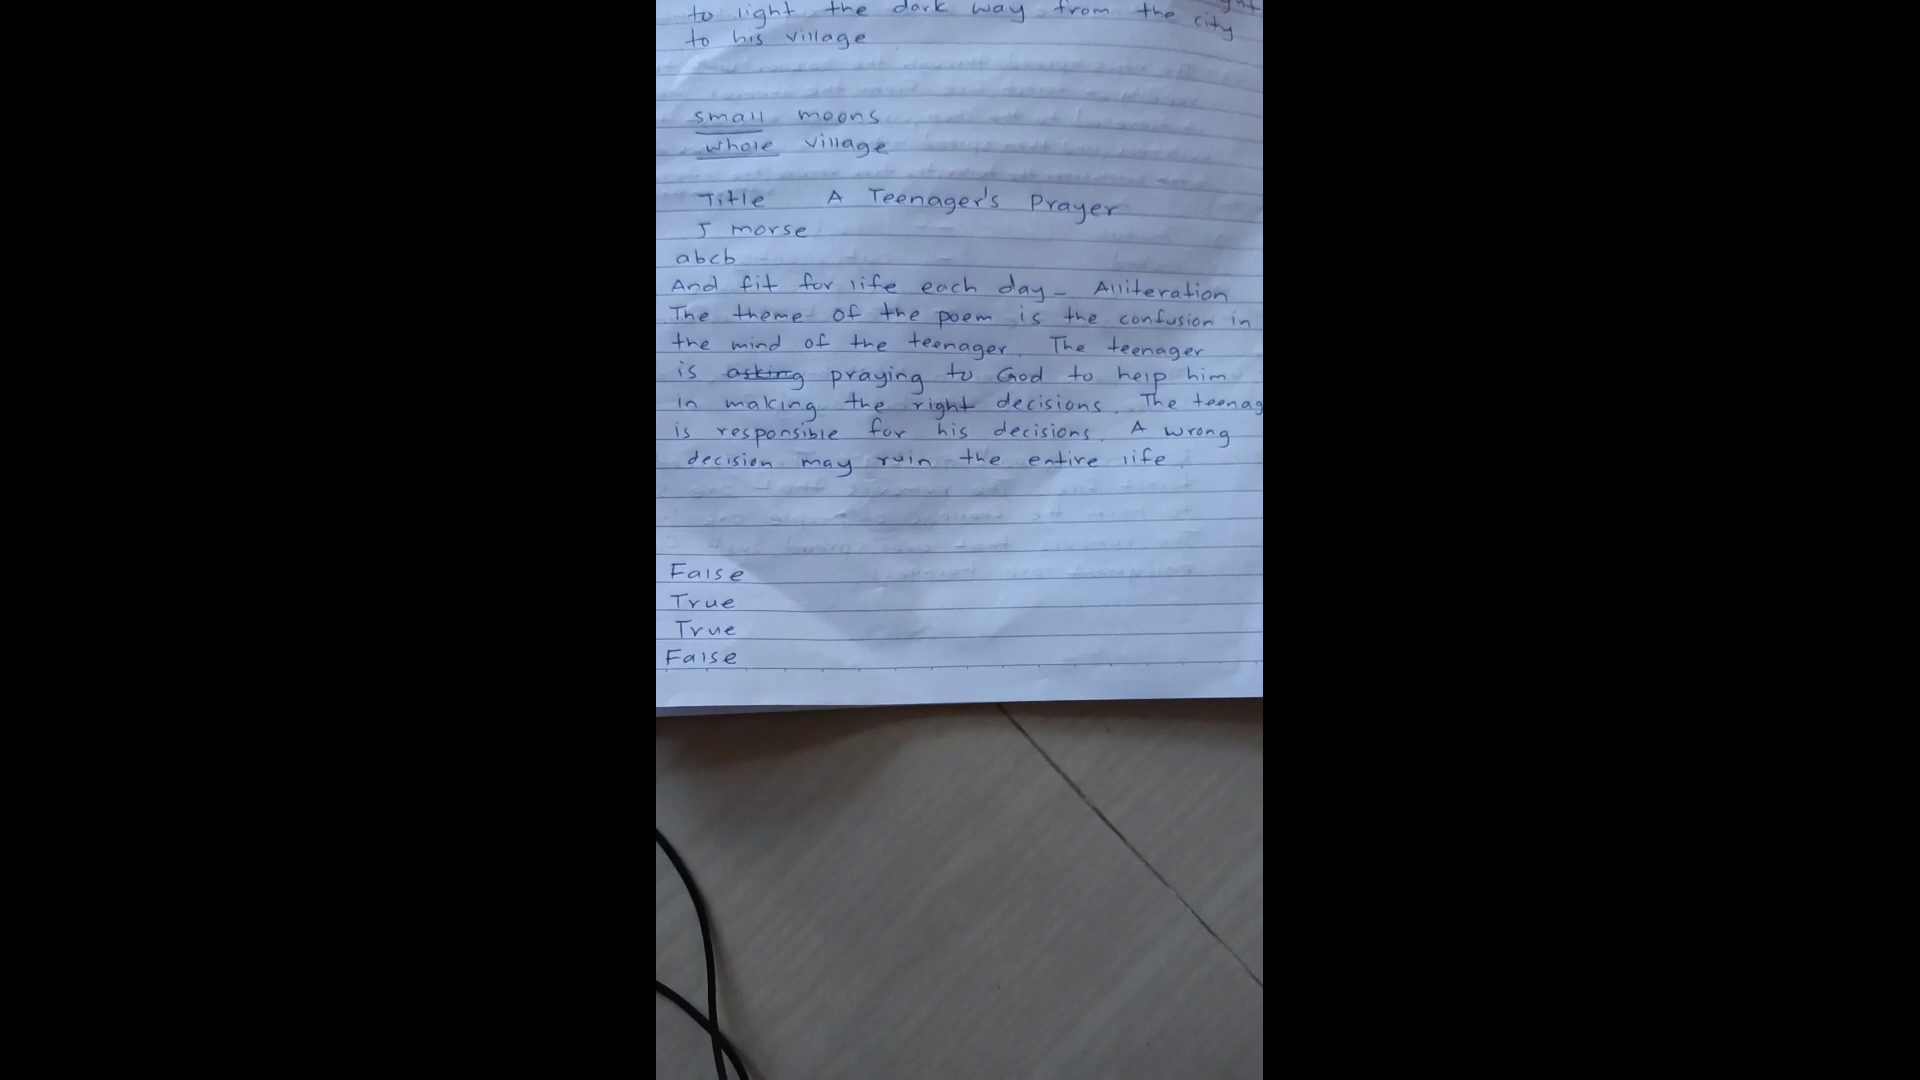 to light the dark way from the city
to his village
small moons
whole village
Title A Teenager's Prayer
J morse
abcb
And fit for life each day - Alliteration
The theme of the poem is the confusion in
the mind of the teenager. The teenager
is asking praying to God to help him
in making the right decisions. The teenag
is responsible for his decisions. A wrong
decision may ruin the entire life.
False
True
True
False